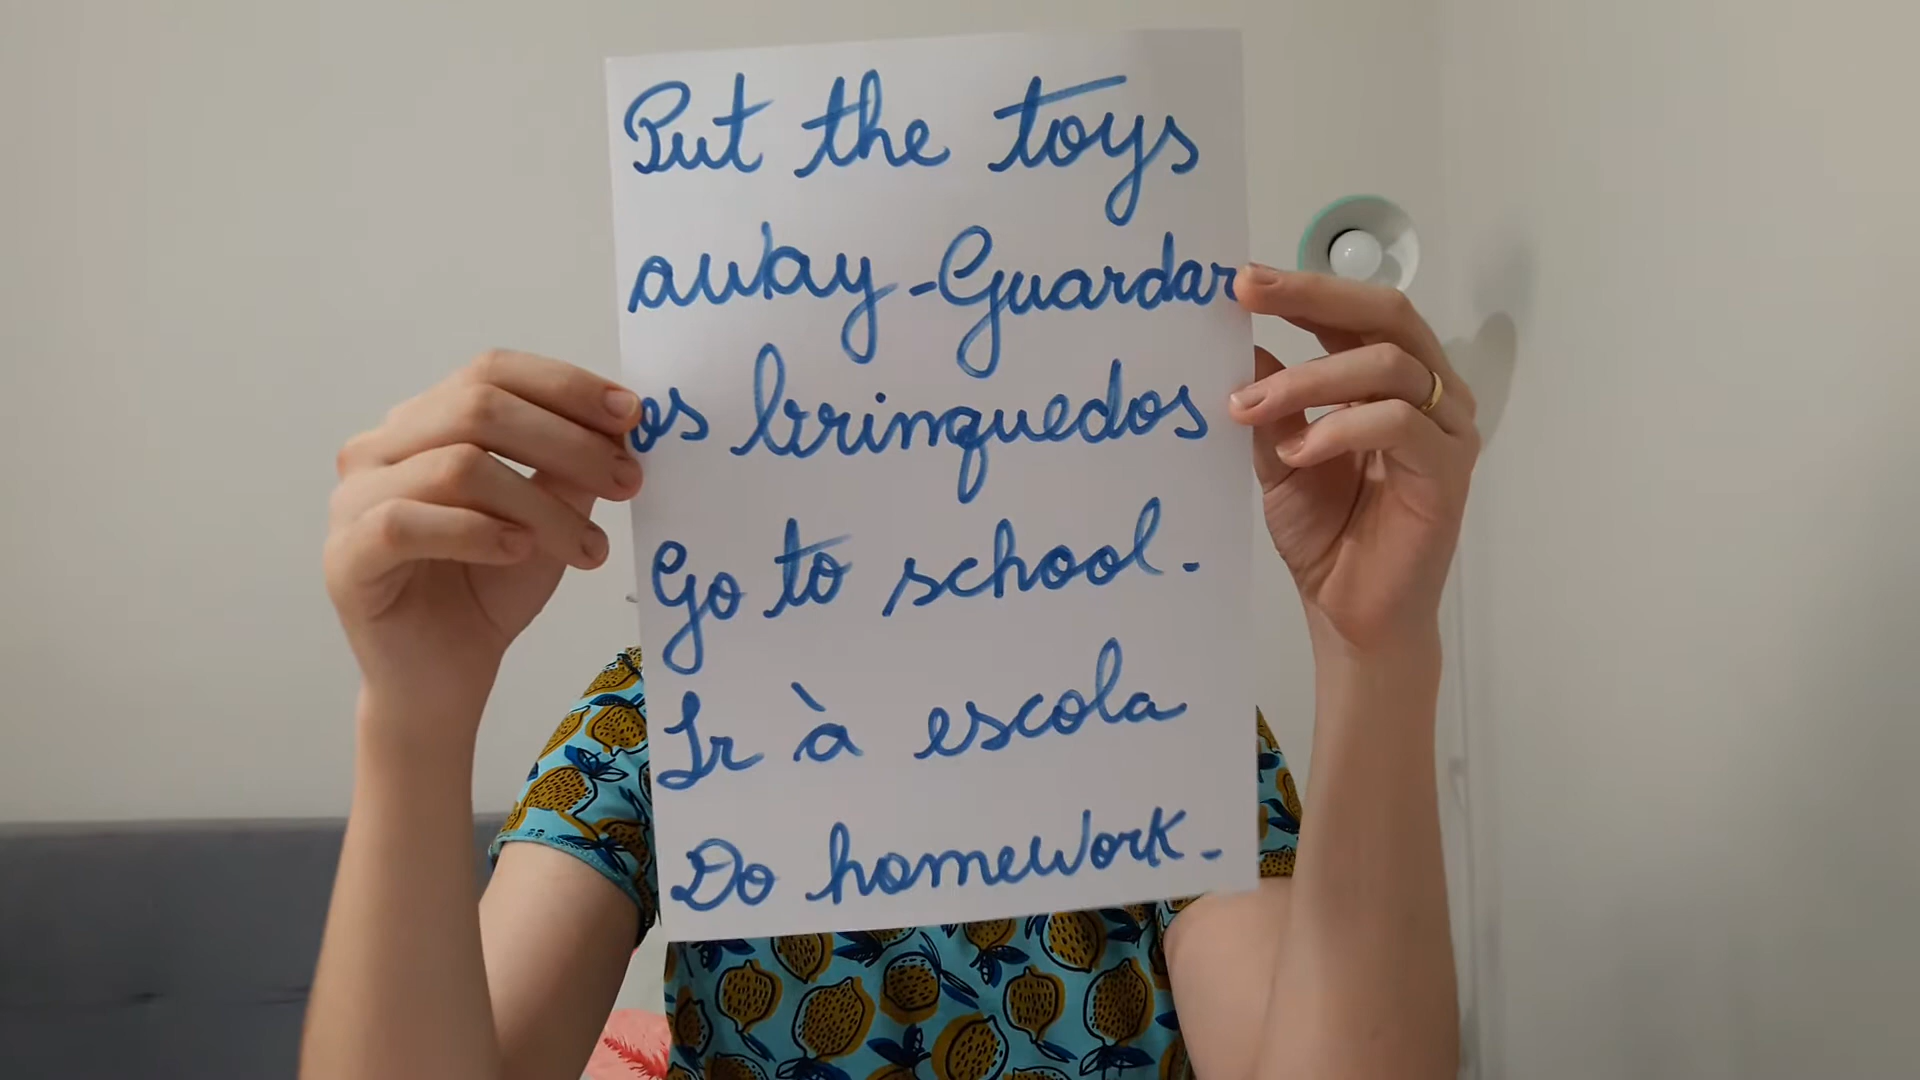 Put the toys
away - Guardar
os brinquedos
Go to school.
Ir à escola
Do homework.